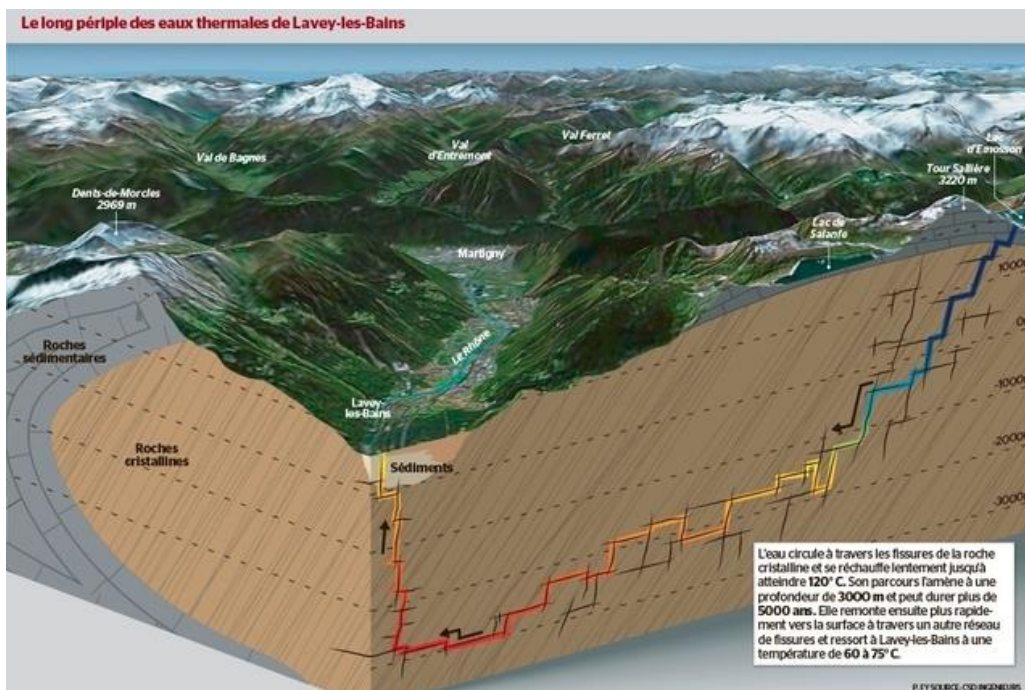 Le long périple des eaux thermales de Lavey-les-Bains
Val de Bagnes
Val
d'Entremont
Val Ferret
Lac
d'Emosson
Tour Sallière
3220 m
Dents-de-Morcles
2969 m
Lac de
Salanfe
Martigny
Le Rhône
Lavey-
les-Bains
Roches
sédimentaires
Roches
cristallines
Sédiments
1000
0
-1000
-2000
-3000
L'eau circule à travers les fissures de la roche
cristalline et se réchauffe lentement jusqu'à
atteindre 120° C. Son parcours l'amène à une
profondeur de 3000 m et peut durer plus de
5000 ans. Elle remonte ensuite plus rapide-
ment vers la surface à travers un autre réseau
de fissures et ressort à Lavey-les-Bains à une
température de 60 à 75° C.
P.FY SOURCE: CSD INGENIEURS